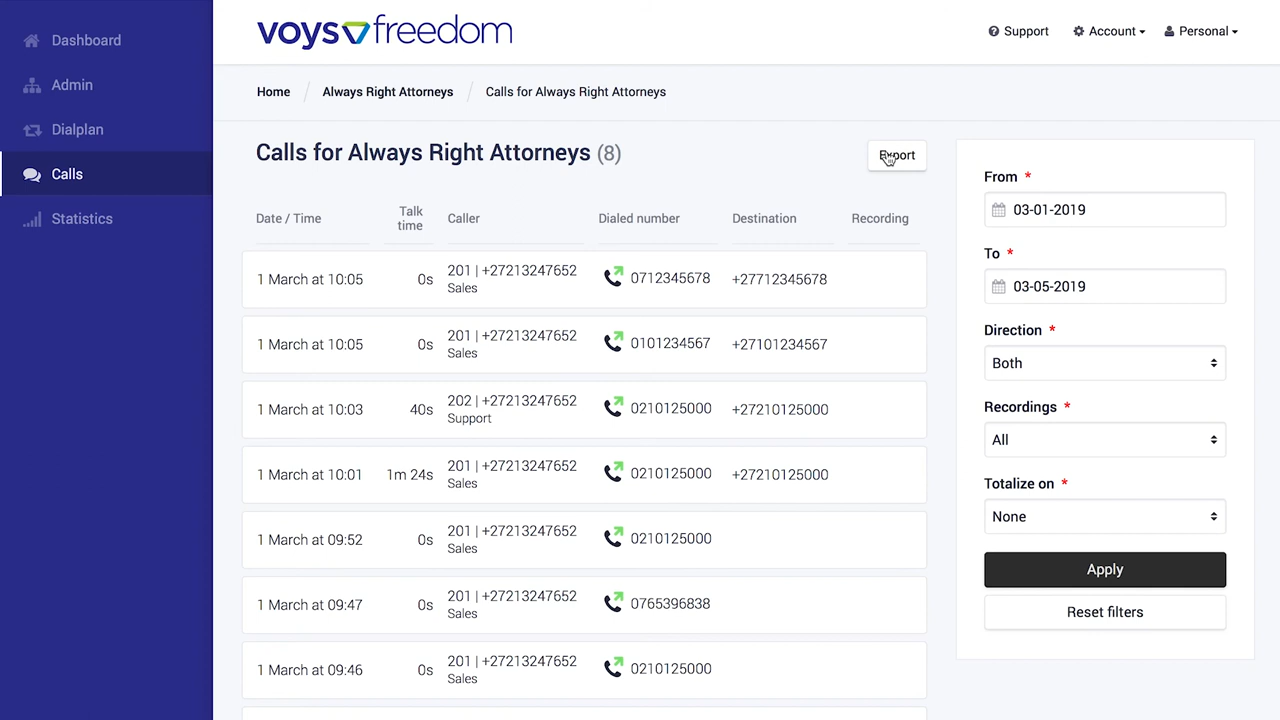 voys freedom
Support
Account
Personal
Dashboard
Admin
Dialplan
Calls
Statistics
Home
Always Right Attorneys
Calls for Always Right Attorneys
Calls for Always Right Attorneys (8)
Export
Date / Time
Talk
time
Caller
Dialed number
Destination
Recording
1 March at 10:05 0s 201 | +27213247652 0712345678 +27712345678
Sales
1 March at 10:05 0s 201 | +27213247652 0101234567 +27101234567
Sales
1 March at 10:03 40s 202 | +27213247652 0210125000 +27210125000
Support
1 March at 10:01 1m 24s 201 | +27213247652 0210125000 +27210125000
Sales
1 March at 09:52 0s 201 | +27213247652 0210125000
Sales
1 March at 09:47 0s 201 | +27213247652 0765396838
Sales
1 March at 09:46 0s 201 | +27213247652 0210125000
Sales
From *
03-01-2019
To *
03-05-2019
Direction *
Both
Recordings *
All
Totalize on *
None
Apply
Reset filters